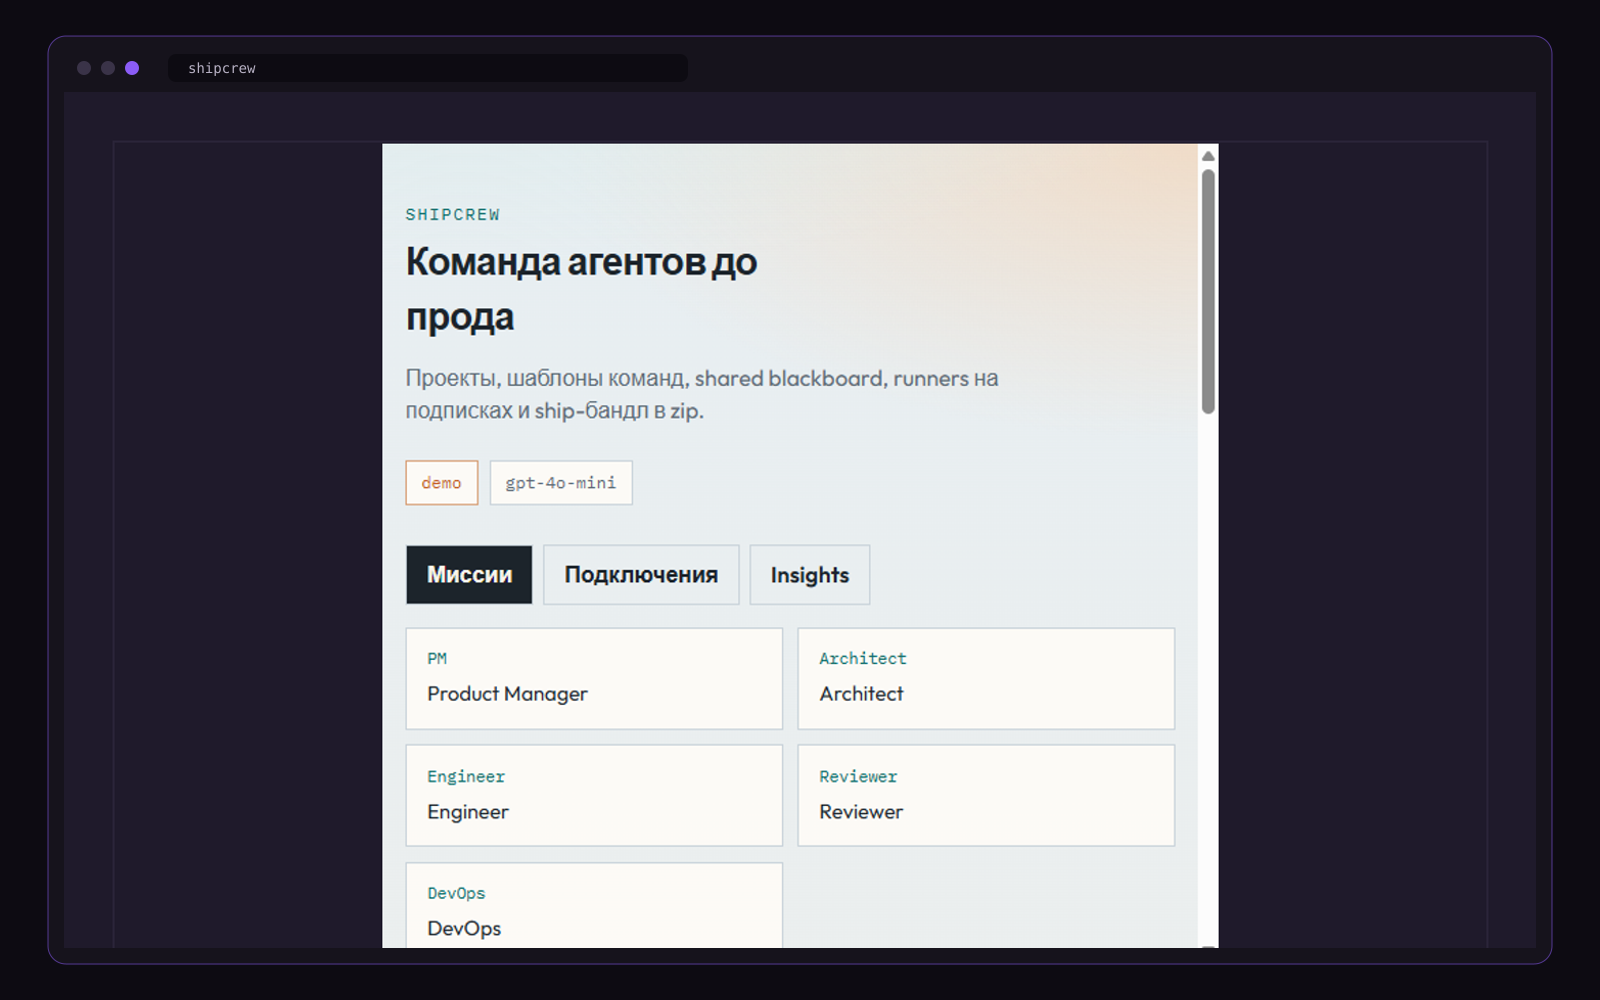 shipcrew
SHIPCREW
Команда агентов до
прода
Проекты, шаблоны команд, shared blackboard, runners на
подписках и ship-бандл в zip.
demo
gpt-4o-mini
Миссии
Подключения
Insights
PM
Product Manager
Architect
Architect
Engineer
Engineer
Reviewer
Reviewer
DevOps
DevOps